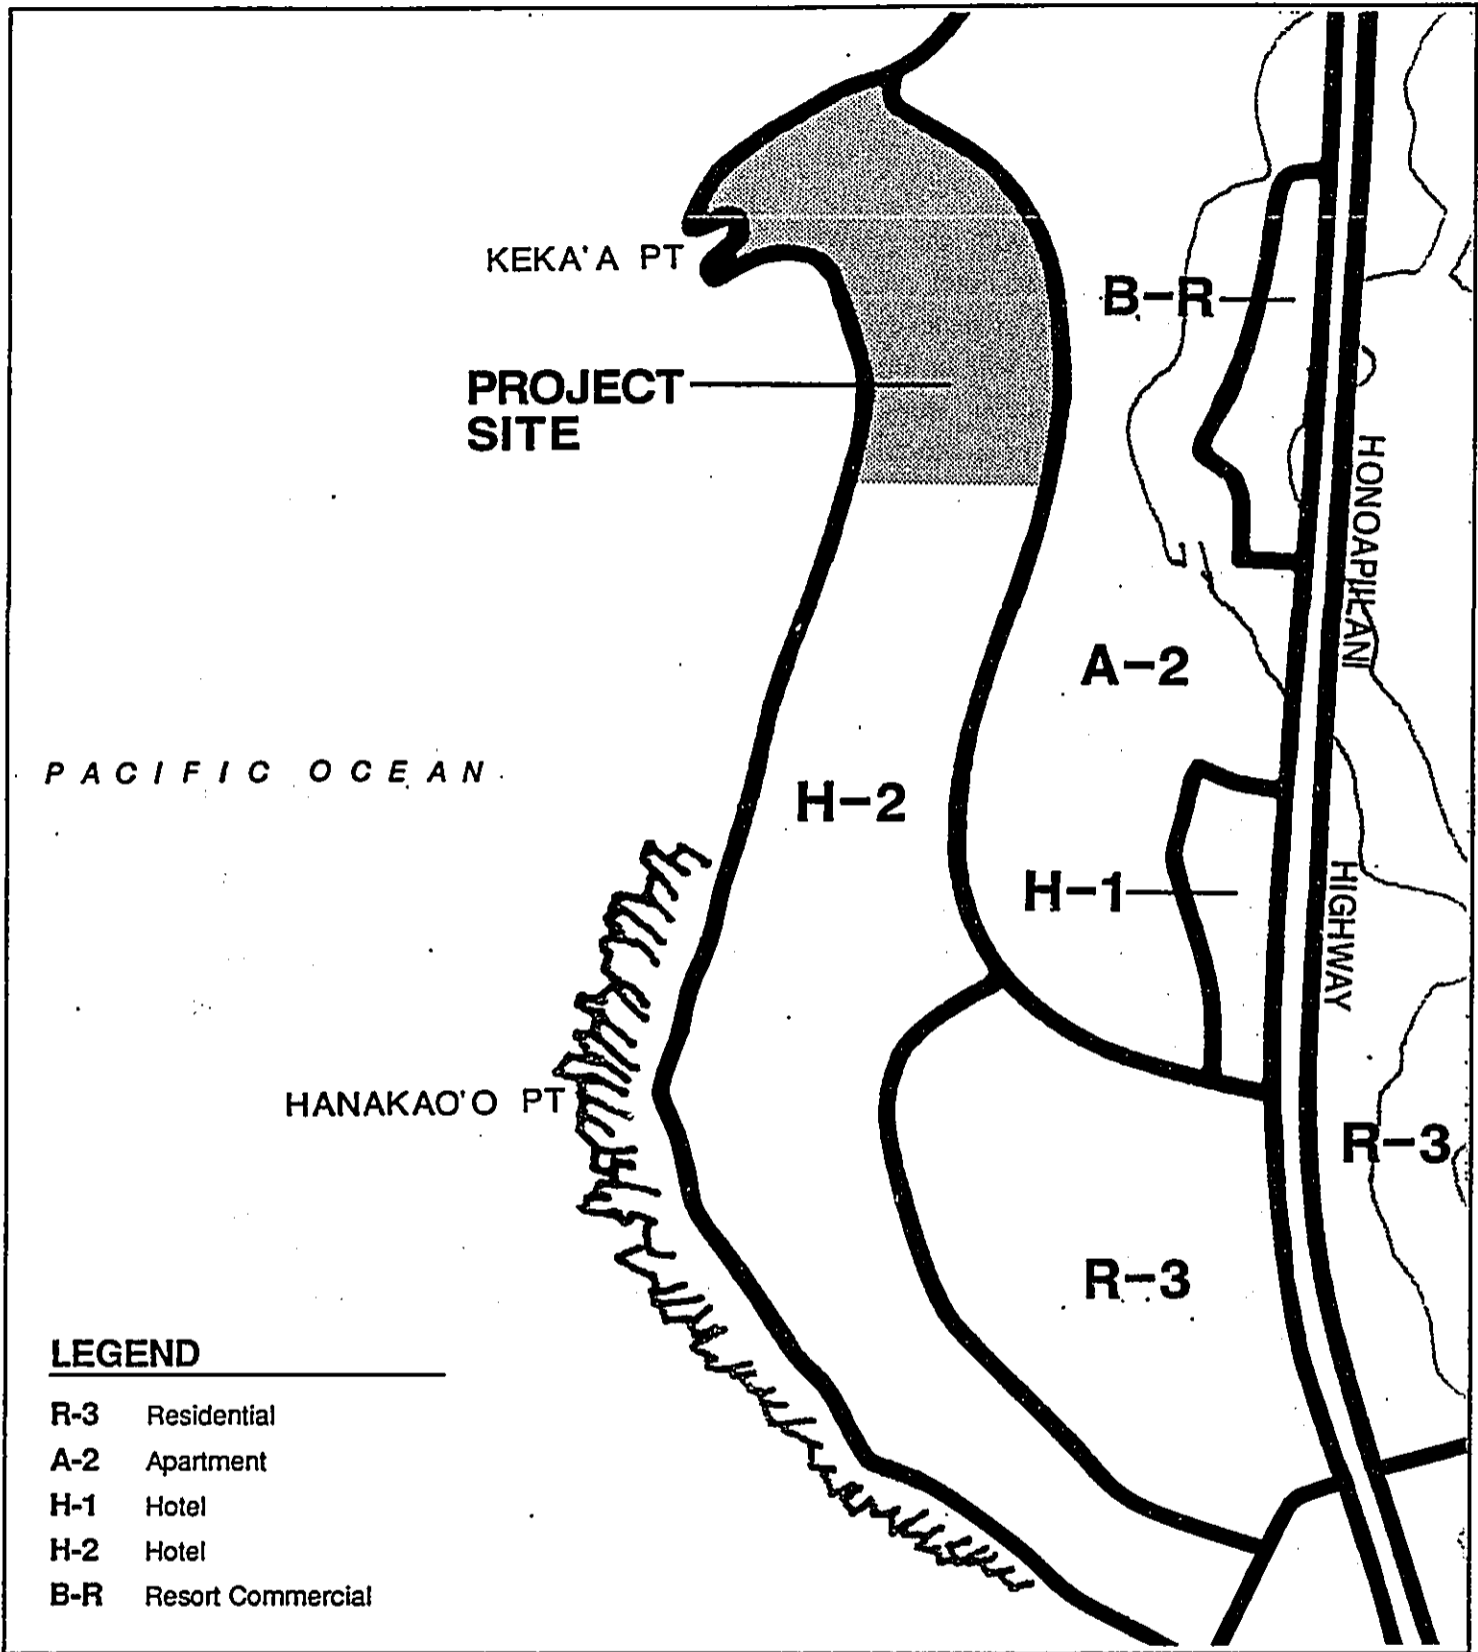 KEKA'A PT
B-R
PROJECT
SITE
HONOAPIILANI
A-2
PACIFIC OCEAN
H-2
H-1
HIGHWAY
HANAKAO'O PT
R-3
R-3
LEGEND
R-3 Residential
A-2 Apartment
H-1 Hotel
H-2 Hotel
B-R Resort Commercial